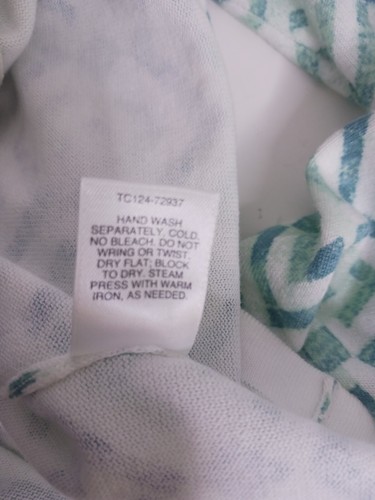 TC124-72937
HAND WASH
SEPARATELY, COLD.
NO BLEACH. DO NOT
WRING OR TWIST.
DRY FLAT; BLOCK
TO DRY. STEAM
PRESS WITH WARM
IRON, AS NEEDED.